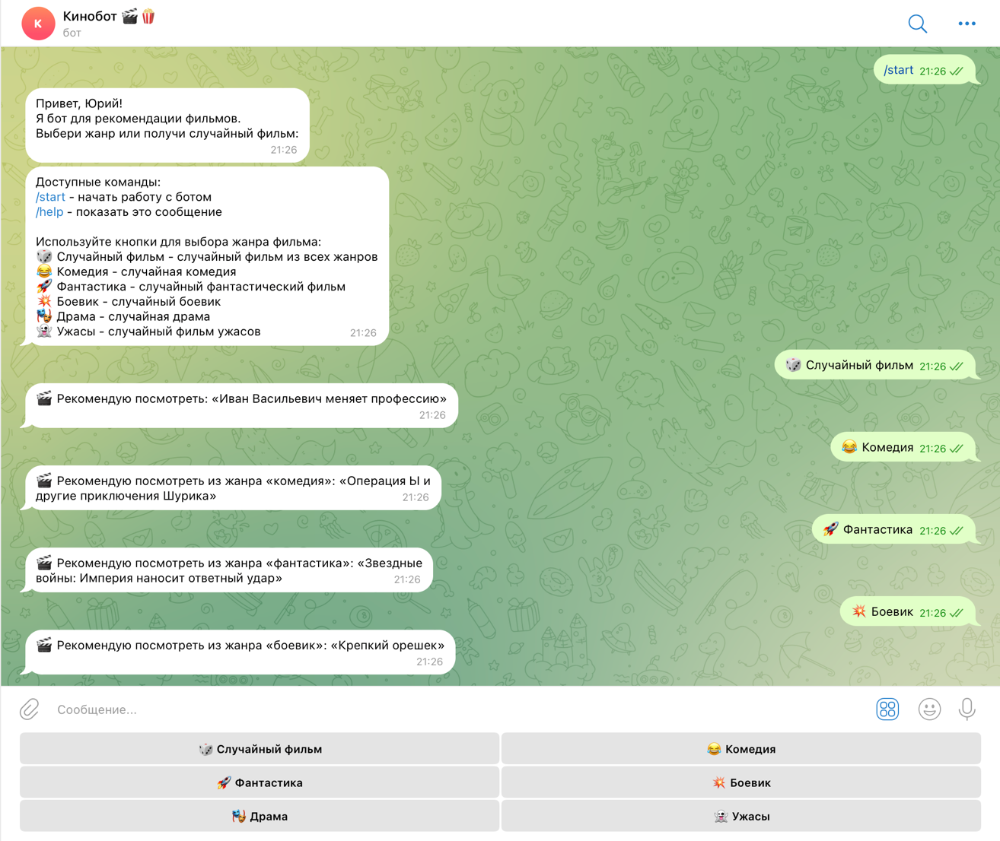 K
Кинобот 🎬🍿
бот
/start 21:26
Привет, Юрий!
Я бот для рекомендации фильмов.
Выбери жанр или получи случайный фильм:
21:26
Доступные команды:
/start - начать работу с ботом
/help - показать это сообщение
Используйте кнопки для выбора жанра фильма:
🎲 Случайный фильм - случайный фильм из всех жанров
😂 Комедия - случайная комедия
🚀 Фантастика - случайный фантастический фильм
💥 Боевик - случайный боевик
🎭 Драма - случайная драма
👻 Ужасы - случайный фильм ужасов 21:26
🎲 Случайный фильм 21:26
🎬 Рекомендую посмотреть: «Иван Васильевич меняет профессию»
21:26
😂 Комедия 21:26
🎬 Рекомендую посмотреть из жанра «комедия»: «Операция Ы и
другие приключения Шурика» 21:26
🚀 Фантастика 21:26
🎬 Рекомендую посмотреть из жанра «фантастика»: «Звездные
войны: Империя наносит ответный удар» 21:26
💥 Боевик 21:26
🎬 Рекомендую посмотреть из жанра «боевик»: «Крепкий орешек»
21:26
Сообщение...
🎲 Случайный фильм
😂 Комедия
🚀 Фантастика
💥 Боевик
🎭 Драма
👻 Ужасы